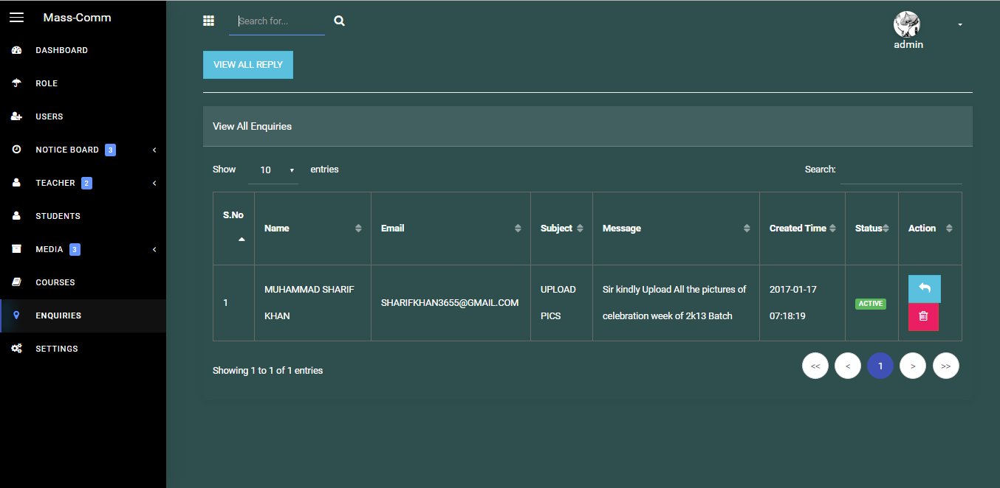 Mass-Comm
Search for...
admin
DASHBOARD
ROLE
USERS
NOTICE BOARD 3
TEACHER 2
STUDENTS
MEDIA 3
COURSES
ENQUIRIES
SETTINGS
VIEW ALL REPLY
View All Enquiries
Show 10 entries
Search:
S.No Name Email Subject Message Created Time Status Action
1
MUHAMMAD SHARIF
KHAN
SHARIFKHAN3655@GMAIL.COM
UPLOAD
PICS
Sir kindly Upload All the pictures of
celebration week of 2k13 Batch
2017-01-17
07:18:19
ACTIVE
Showing 1 to 1 of 1 entries
<< < 1 > >>